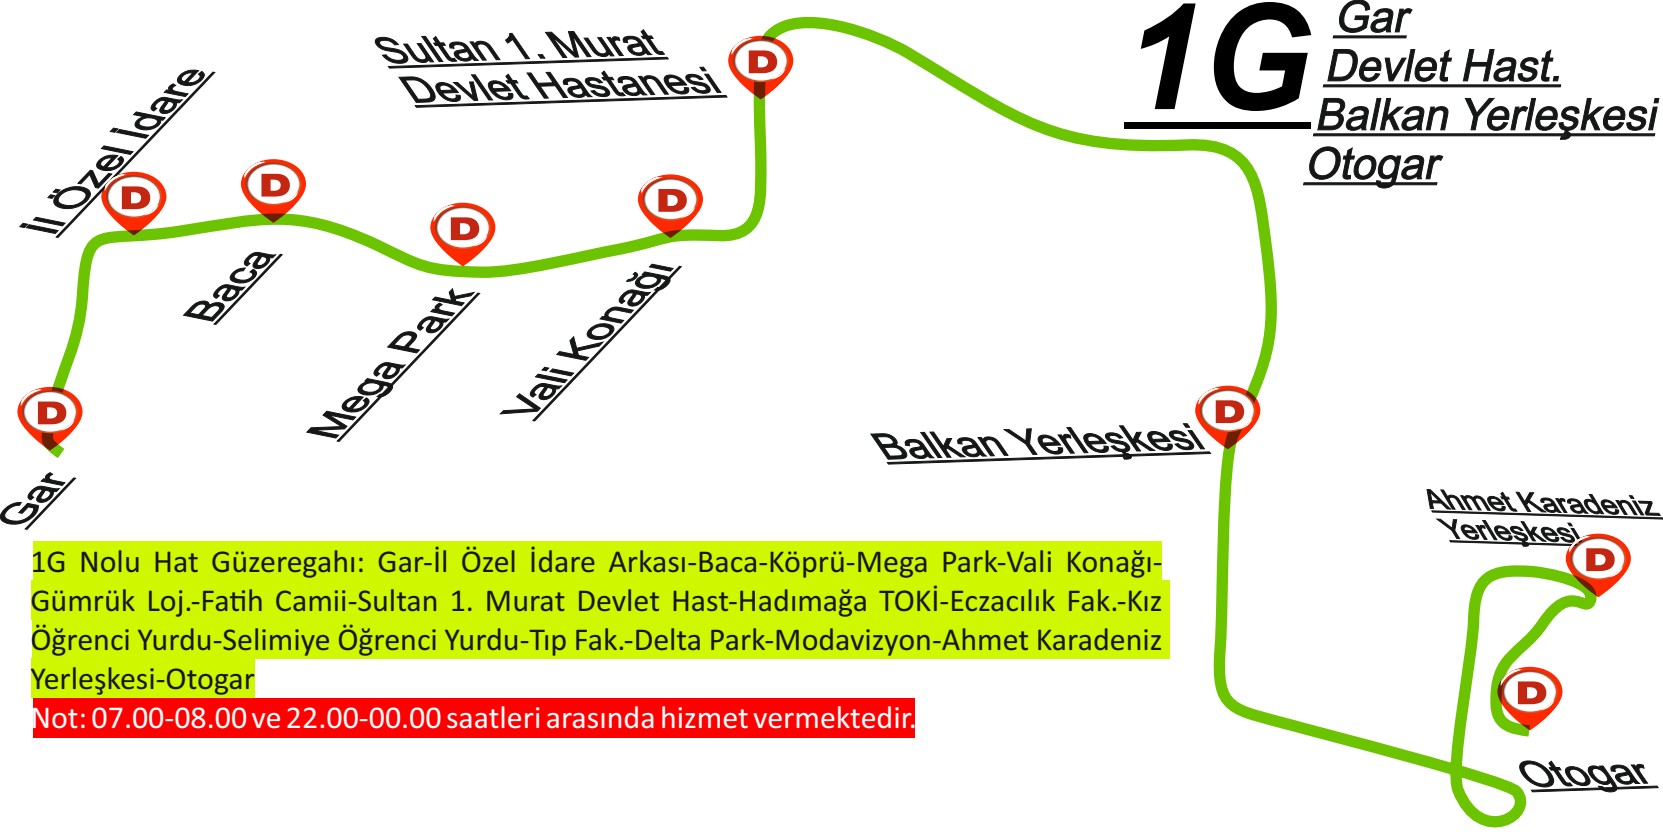 1G
Gar
Devlet Hast.
Balkan Yerleşkesi
Otogar
Sultan 1. Murat
Devlet Hastanesi
D
İl Özel İdare
D
D
D
D
Baca
Mega Park
Vali Konağı
D
Gar
D
Balkan Yerleşkesi
Ahmet Karadeniz
Yerleşkesi
D
D
Otogar
1G Nolu Hat Güzeregahı: Gar-İl Özel İdare Arkası-Baca-Köprü-Mega Park-Vali Konağı-
Gümrük Loj.-Fatih Camii-Sultan 1. Murat Devlet Hast-Hadımağa TOKİ-Eczacılık Fak.-Kız
Öğrenci Yurdu-Selimiye Öğrenci Yurdu-Tıp Fak.-Delta Park-Modavizyon-Ahmet Karadeniz
Yerleşkesi-Otogar
Not: 07.00-08.00 ve 22.00-00.00 saatleri arasında hizmet vermektedir.